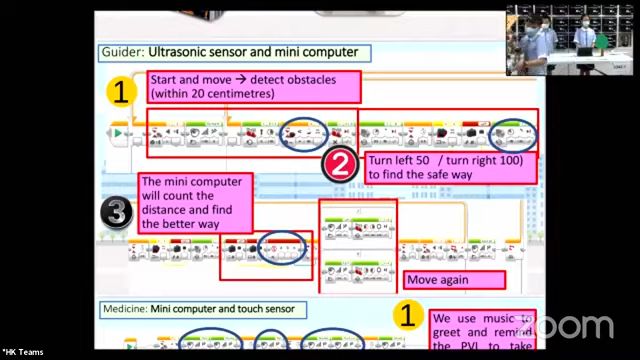 Guider: Ultrasonic sensor and mini computer
1
Start and move → detect obstacles
(within 20 centimetres)
2
Turn left 50 / turn right 100)
to find the safe way
3
The mini computer
will count the
distance and find
the better way
Move again
Medicine: Mini computer and touch sensor
1
We use music to
greet and remind
the PVI to take
zoom
*HK Teams